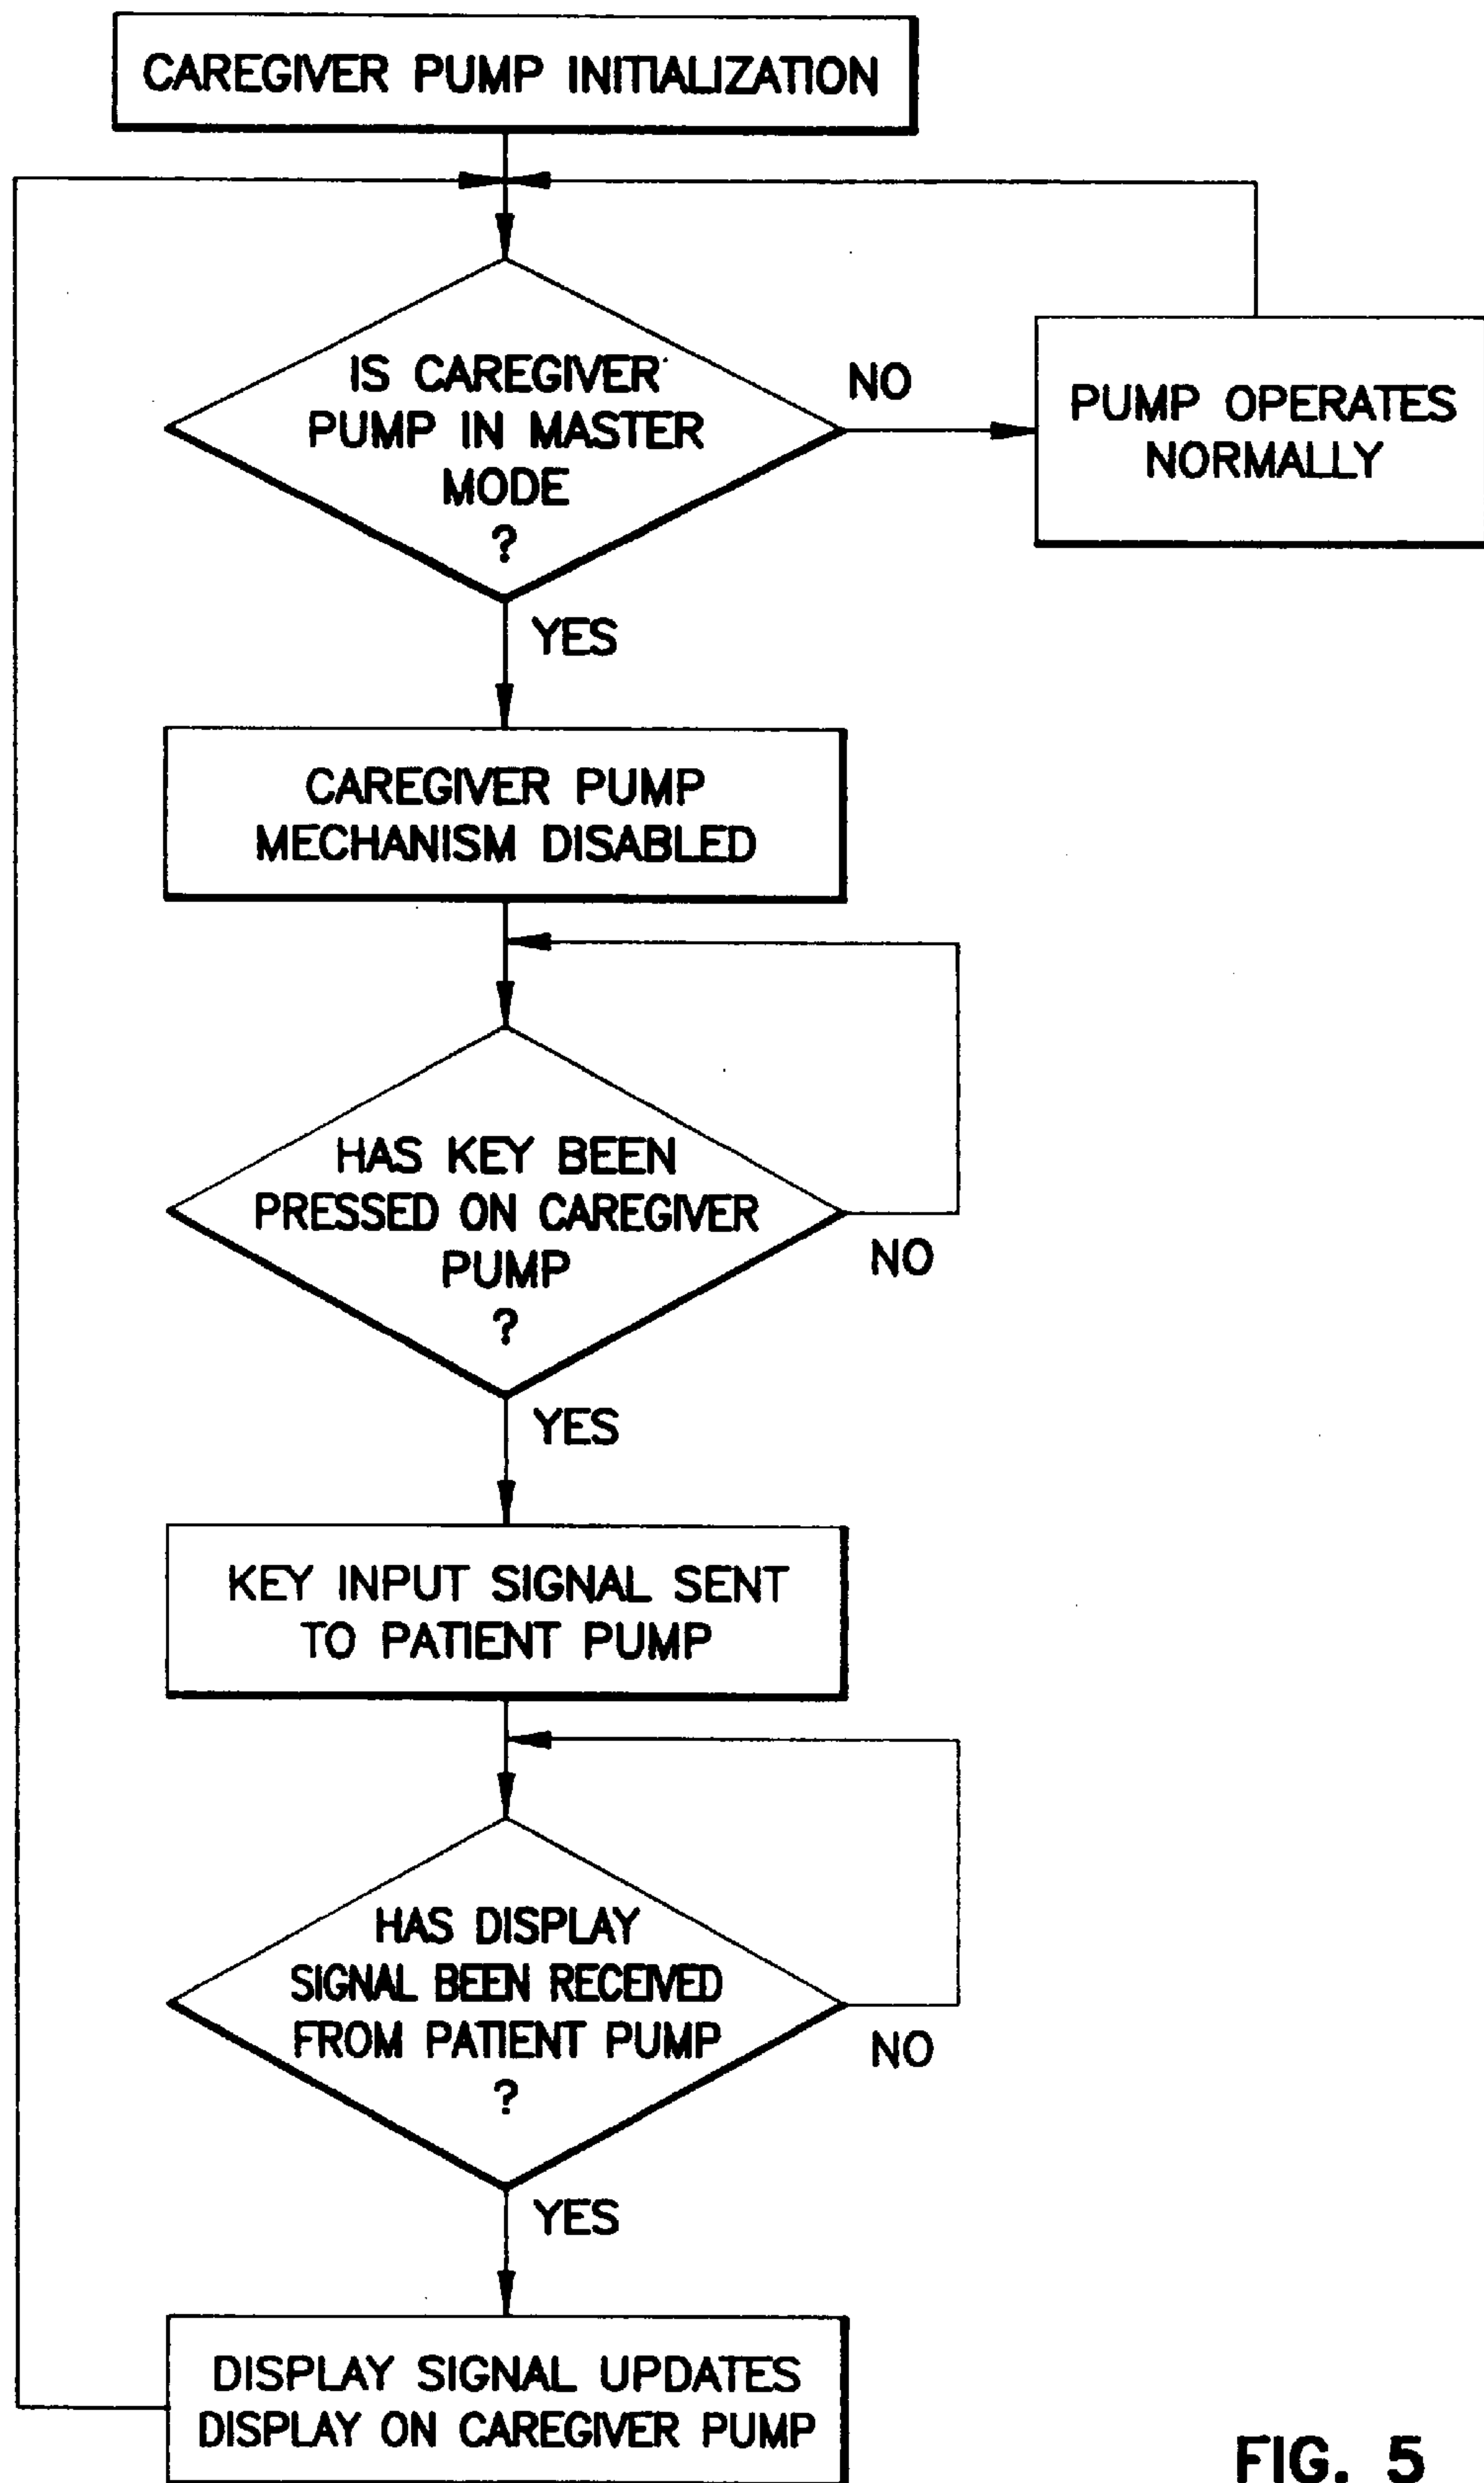 CAREGIVER PUMP INITIALIZATION
IS CAREGIVER
PUMP IN MASTER
MODE
?
NO
PUMP OPERATES
NORMALLY
YES
CAREGIVER PUMP
MECHANISM DISABLED
HAS KEY BEEN
PRESSED ON CAREGIVER
PUMP
?
NO
YES
KEY INPUT SIGNAL SENT
TO PATIENT PUMP
HAS DISPLAY
SIGNAL BEEN RECEIVED
FROM PATIENT PUMP
?
NO
YES
DISPLAY SIGNAL UPDATES
DISPLAY ON CAREGIVER PUMP
FIG. 5